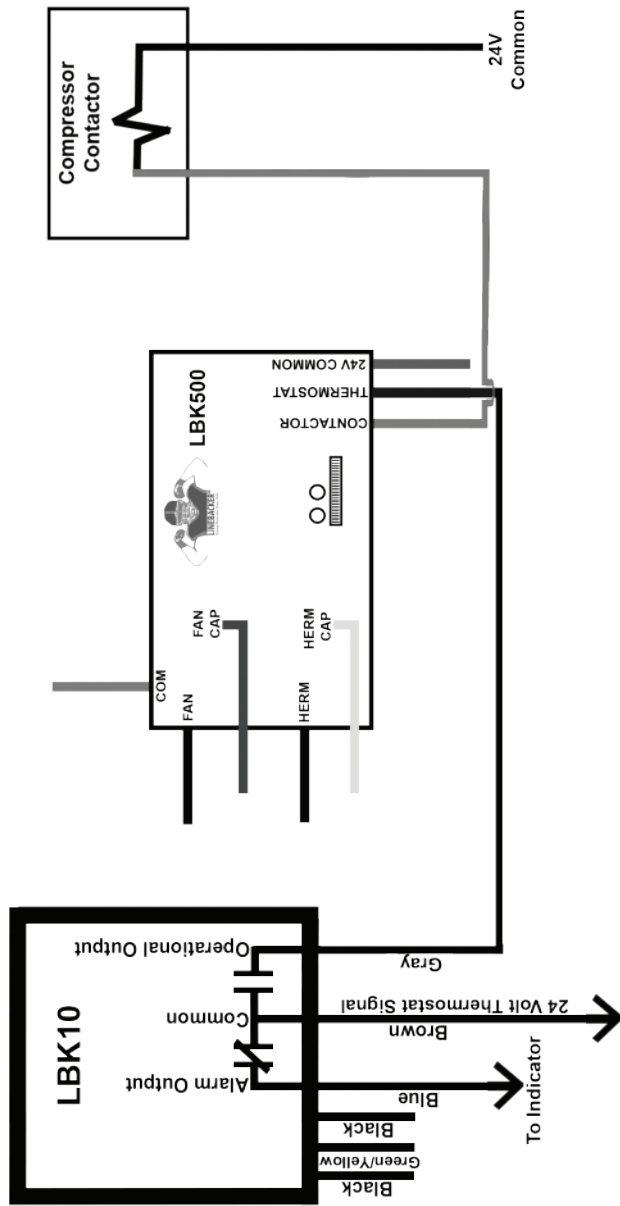 Compressor
Contactor
24V
Common
LBK500
24V COMMON
THERMOSTAT
CONTACTOR
LINEBACKER
FAN
CAP
HERM
CAP
COM
FAN
HERM
LBK10
Operational Output
Common
Alarm Output
Gray
24 Volt Thermostat Signal
Brown
Blue
To Indicator
Black
Green/Yellow
Black